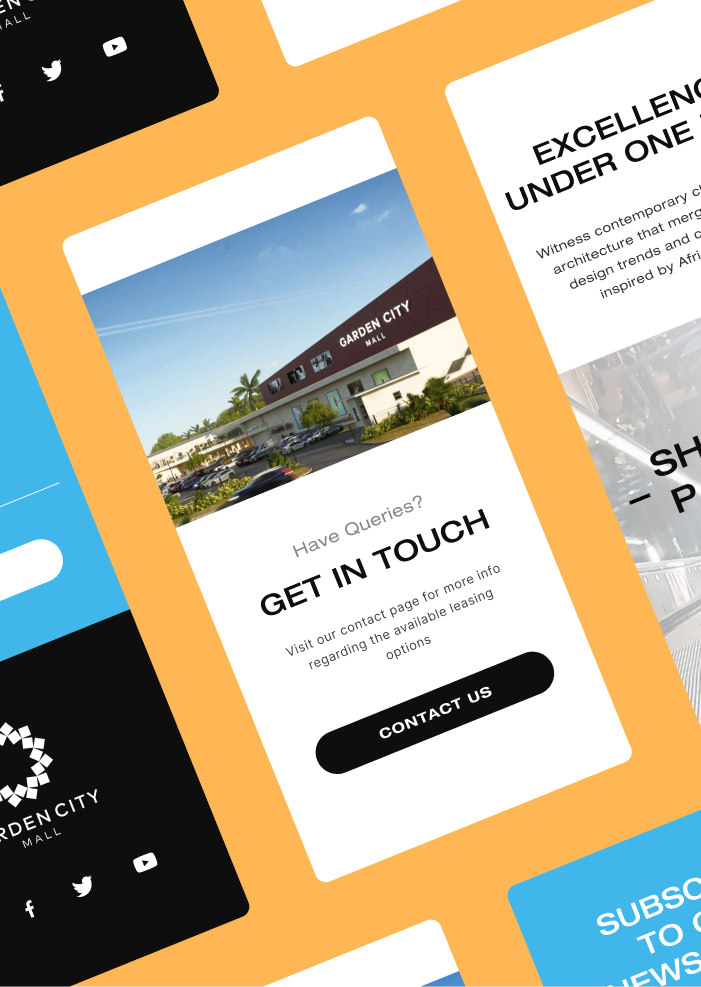 MALL
EXCELLENC
UNDER ONE
Witness contemporary
architecture that merg
design trends and
inspired by Afri
GARDEN CITY
MALL
SH
– P
Have Queries?
GET IN TOUCH
Visit our contact page for more info
regarding the available leasing
options
CONTACT US
RDEN CITY
MALL
SUBSC
TO
NEWS